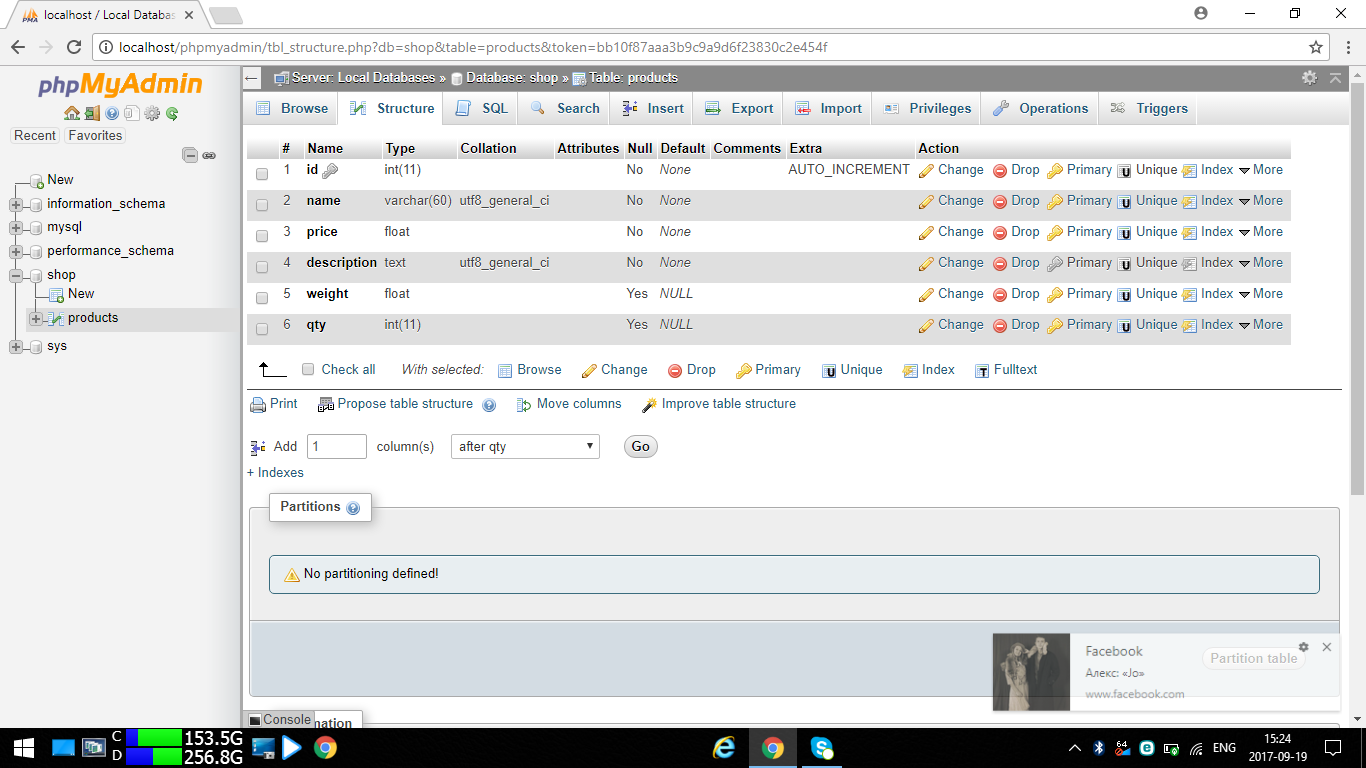 localhost / Local Databas
localhost/phpmyadmin/tbl_structure.php?db=shop&table=products&token=bb10f87aaa3b9c9a9d6f23830c2e454f
phpMyAdmin
Recent Favorites
New
information_schema
mysql
performance_schema
shop
New
products
sys
Server: Local Databases » Database: shop » Table: products
Browse Structure SQL Search Insert Export Import Privileges Operations Triggers
# Name Type Collation Attributes Null Default Comments Extra Action
1 id int(11) No None AUTO_INCREMENT Change Drop Primary Unique Index More
2 name varchar(60) utf8_general_ci No None Change Drop Primary Unique Index More
3 price float No None Change Drop Primary Unique Index More
4 description text utf8_general_ci No None Change Drop Primary Unique Index More
5 weight float Yes NULL Change Drop Primary Unique Index More
6 qty int(11) Yes NULL Change Drop Primary Unique Index More
Check all With selected: Browse Change Drop Primary Unique Index Fulltext
Print Propose table structure Move columns Improve table structure
Add 1 column(s) after qty Go
+ Indexes
Partitions
No partitioning defined!
Partition table
Facebook
Алекс: «Jo»
www.facebook.com
Console
mation
C 153.5G
D 256.8G
64
ENG
15:24
2017-09-19